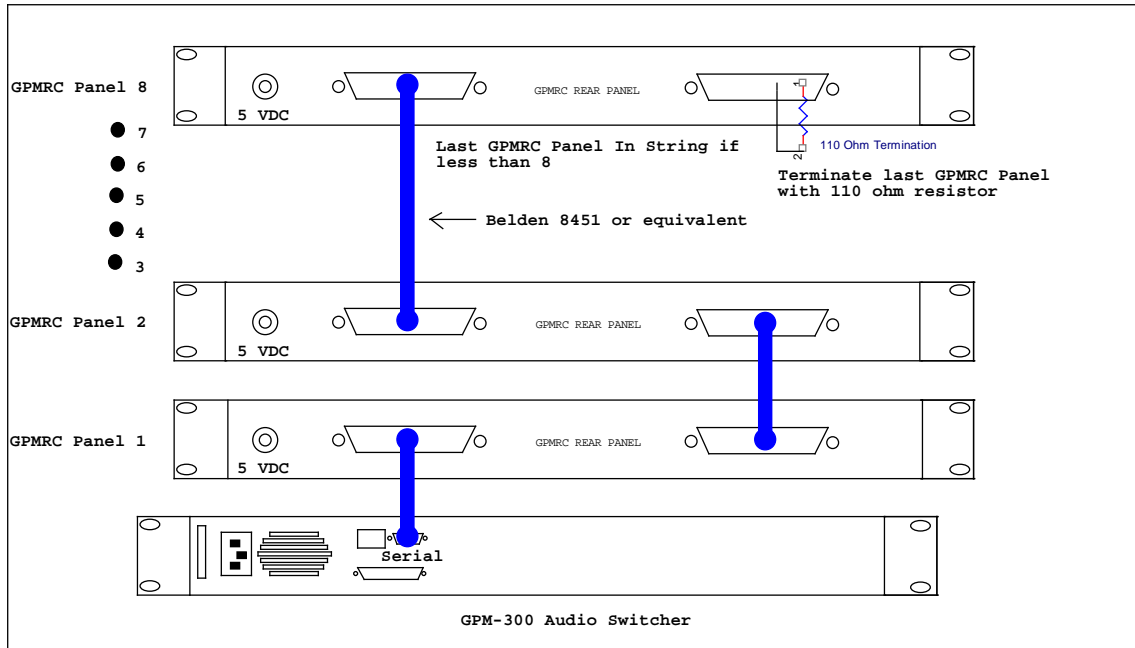 GPMRC Panel 8
5 VDC
GPMRC REAR PANEL
1
2
110 Ohm Termination
Terminate last GPMRC Panel
with 110 ohm resistor
Last GPMRC Panel In String if
less than 8
7
6
5
4
3
Belden 8451 or equivalent
GPMRC Panel 2
5 VDC
GPMRC REAR PANEL
GPMRC Panel 1
5 VDC
GPMRC REAR PANEL
Serial
GPM-300 Audio Switcher